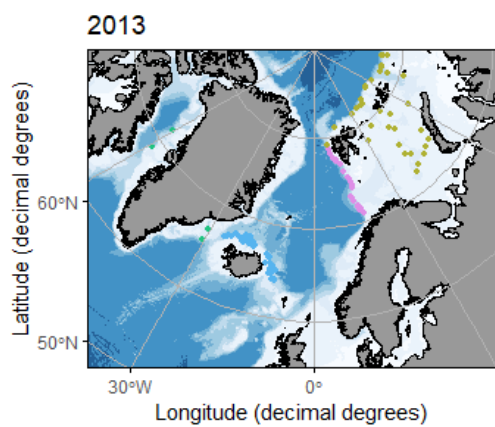 2013
Latitude (decimal degrees)
60°N
50°N
30°W
0°
Longitude (decimal degrees)